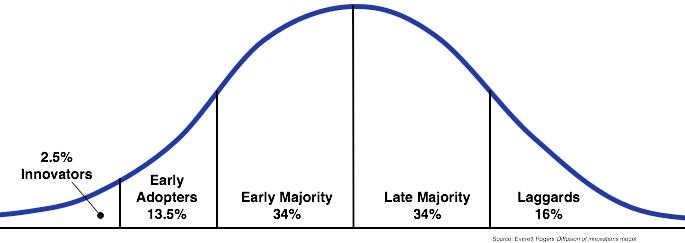 2.5%
Innovators
Early
Adopters
13.5%
Early Majority
34%
Late Majority
34%
Laggards
16%
Source: Everett Rogers Diffusion of innovations model